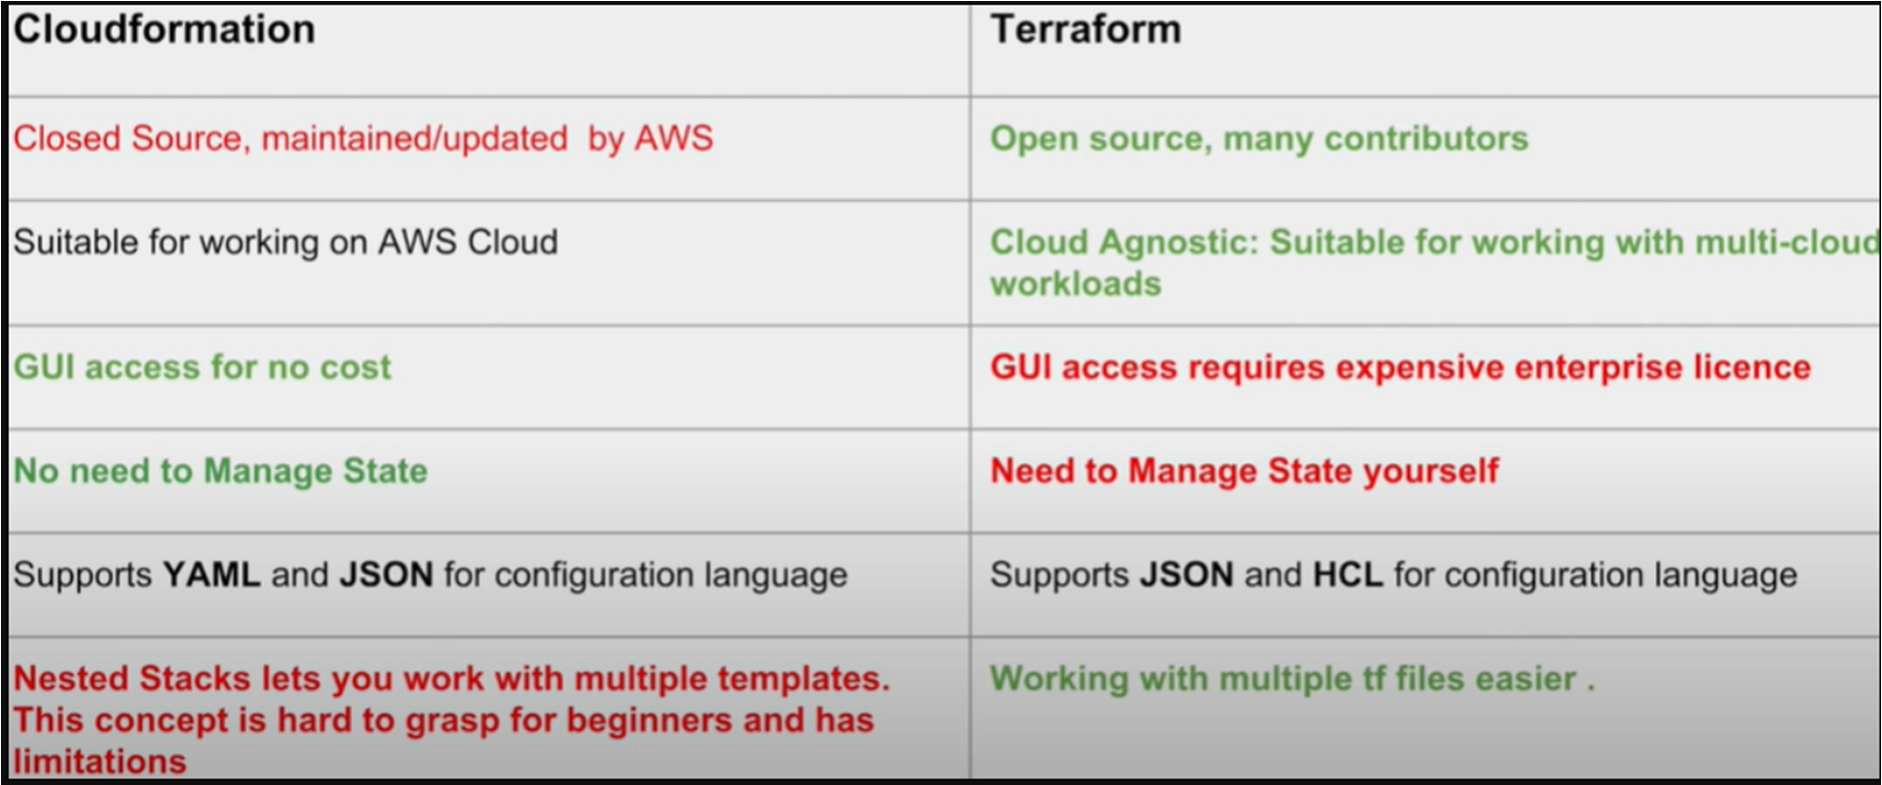 Cloudformation
Terraform
Closed Source, maintained/updated by AWS
Open source, many contributors
Suitable for working on AWS Cloud
Cloud Agnostic: Suitable for working with multi-cloud
workloads
GUI access for no cost
GUI access requires expensive enterprise licence
No need to Manage State
Need to Manage State yourself
Supports YAML and JSON for configuration language
Supports JSON and HCL for configuration language
Nested Stacks lets you work with multiple templates.
This concept is hard to grasp for beginners and has
limitations
Working with multiple tf files easier .